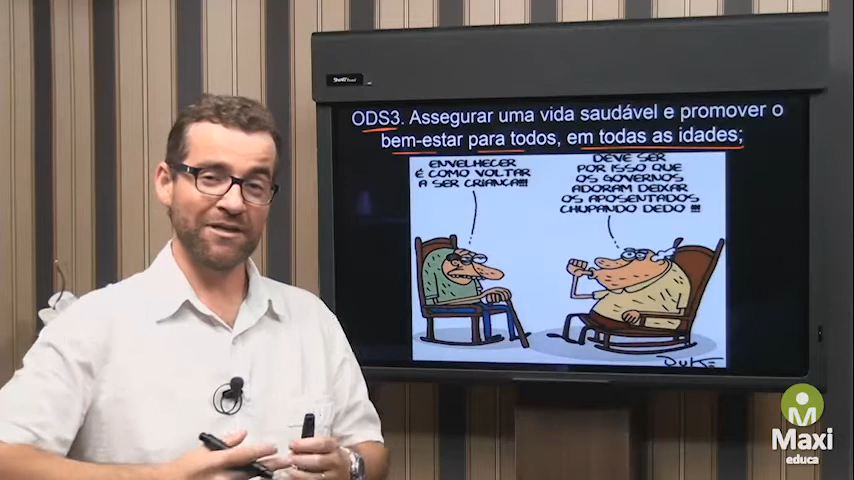 ODS3. Assegurar uma vida saudável e promover o
bem-estar para todos, em todas as idades;
ENVELHECER
É COMO VOLTAR
A SER CRIANÇA!!!
DEVE SER
POR ISSO QUE
OS GOVERNOS
ADORAM DEIXAR
OS APOSENTADOS
CHUPANDO DEDO !!!
DUKE
Maxi
educa